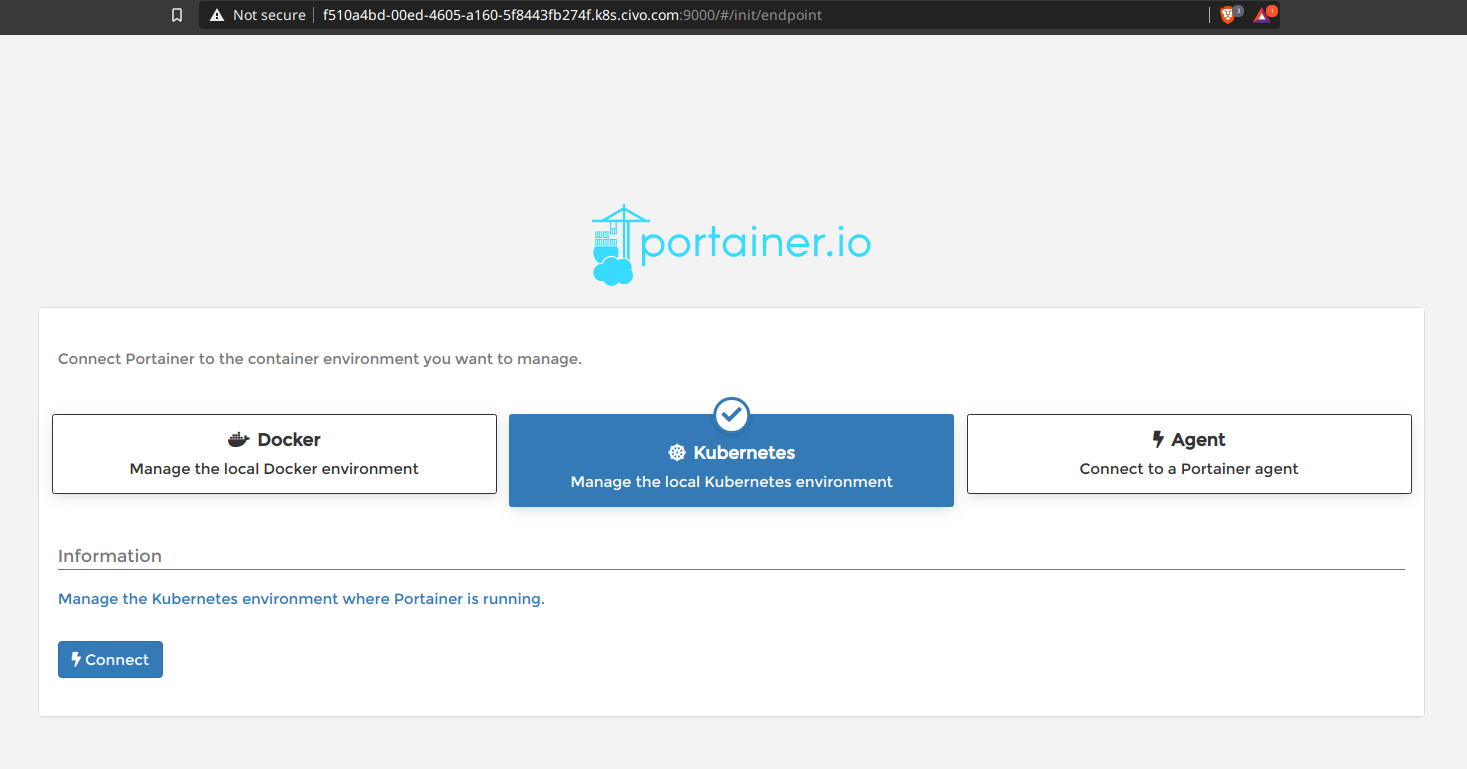 Not secure f510a4bd-00ed-4605-a160-5f8443fb274f.k8s.civo.com:9000/#/init/endpoint 3 1
portainer.io
Connect Portainer to the container environment you want to manage.
Docker
Manage the local Docker environment
Kubernetes
Manage the local Kubernetes environment
Agent
Connect to a Portainer agent
Information
Manage the Kubernetes environment where Portainer is running.
Connect